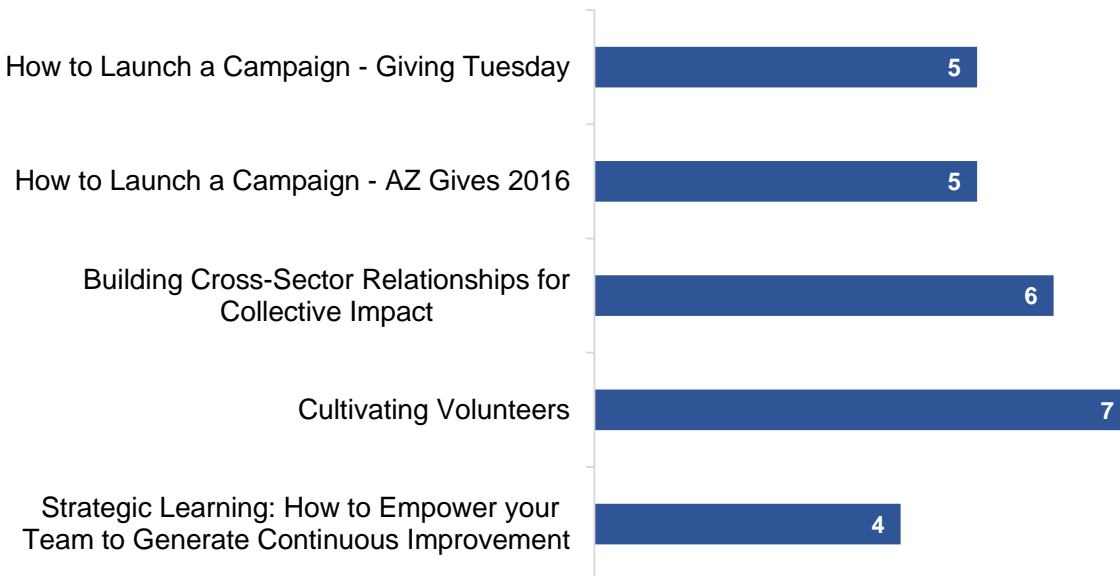 How to Launch a Campaign - Giving Tuesday
5
How to Launch a Campaign - AZ Gives 2016
5
Building Cross-Sector Relationships for
Collective Impact
6
Cultivating Volunteers
7
Strategic Learning: How to Empower your
Team to Generate Continuous Improvement
4